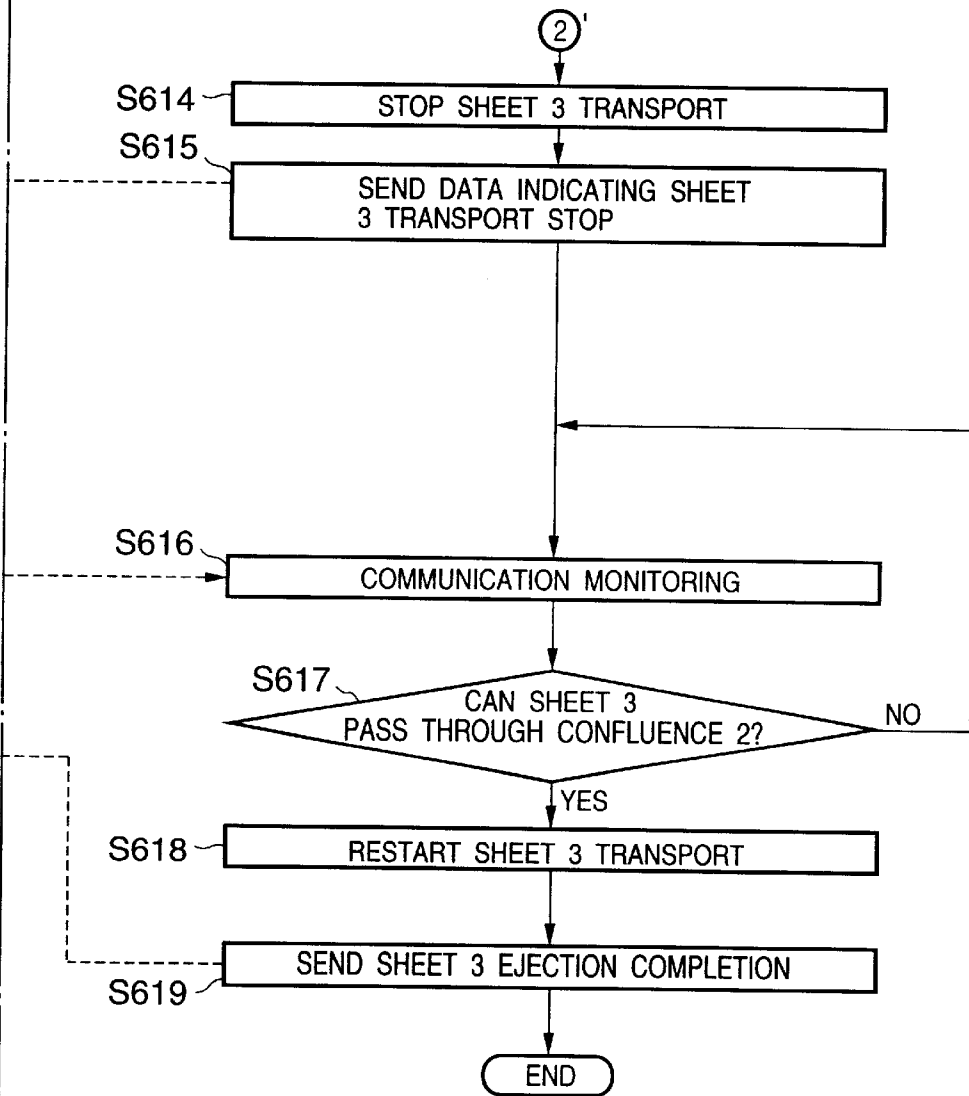 2'
S614
STOP SHEET 3 TRANSPORT
S615
SEND DATA INDICATING SHEET
3 TRANSPORT STOP
S616
COMMUNICATION MONITORING
S617
CAN SHEET 3
PASS THROUGH CONFLUENCE 2?
NO
YES
S618
RESTART SHEET 3 TRANSPORT
SEND SHEET 3 EJECTION COMPLETION
S619
END